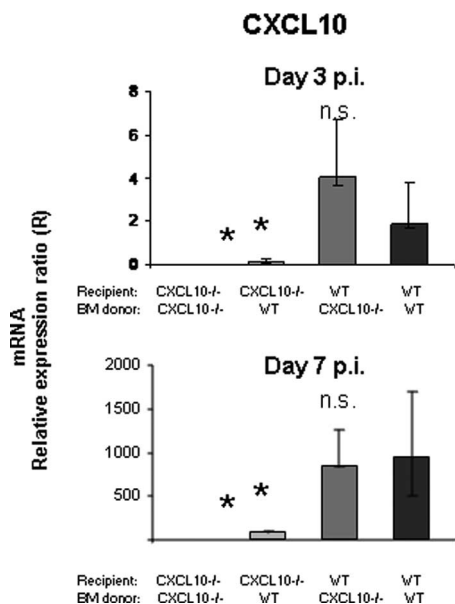 CXCL10
Day 3 p.i.
n.s.
8
6
4
2
0
* *
Recipient: CXCL10-/- CXCL10-/- WT WT
BM donor: CXCL10-/- WT CXCL10-/- WT
mRNA
Relative expression ratio (R)
Day 7 p.i.
n.s.
2000
1500
1000
500
* *
Recipient: CXCL10-/- CXCL10-/- WT WT
BM donor: CXCL10-/- WT CXCL10-/- WT